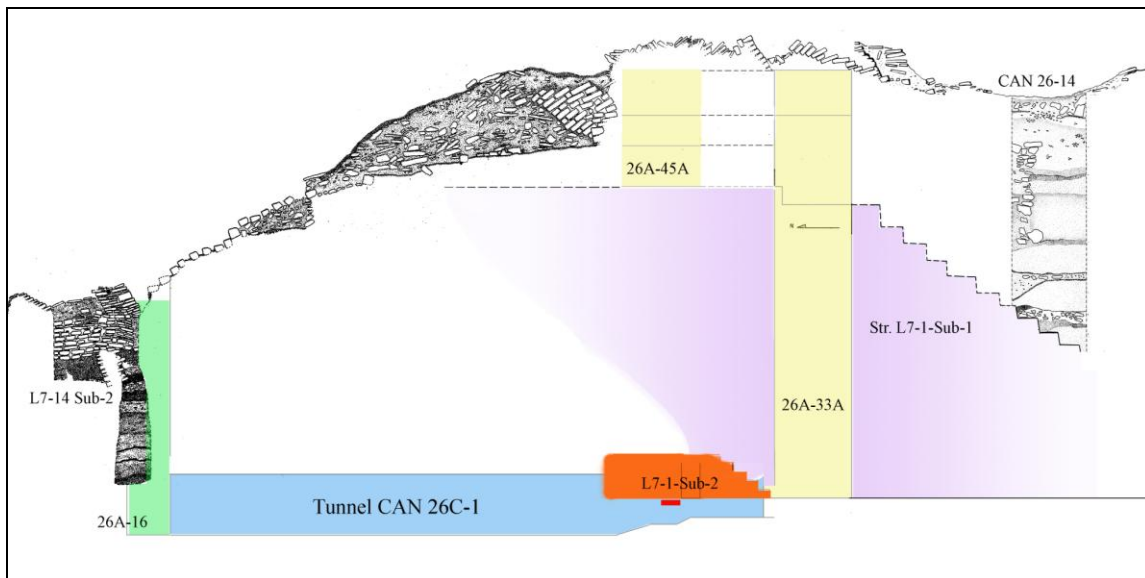 CAN 26-14
26A-45A
N
Str. L7-1-Sub-1
L7-14 Sub-2
26A-33A
L7-1-Sub-2
Tunnel CAN 26C-1
26A-16